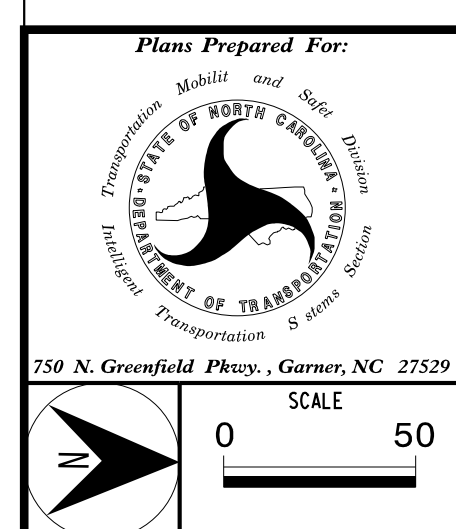 Plans Prepared For:
Transportation Mobilit and Safet Division
STATE OF NORTH CAROLINA
DEPARTMENT OF TRANSPORTATION
Intelligent Transportation S stems Section
750 N. Greenfield Pkwy. , Garner, NC 27529
N
SCALE
0 50